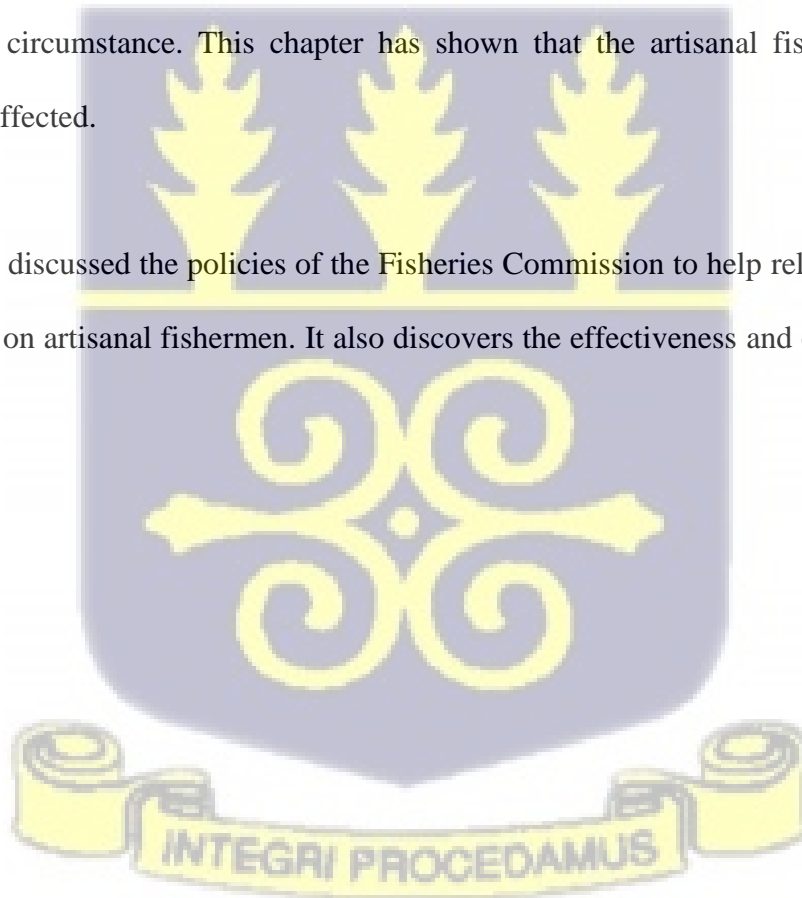 circumstance. This chapter has shown that the artisanal fis
ffected.
discussed the policies of the Fisheries Commission to help rel
on artisanal fishermen. It also discovers the effectiveness and
INTEGRI PROCEDAMUS